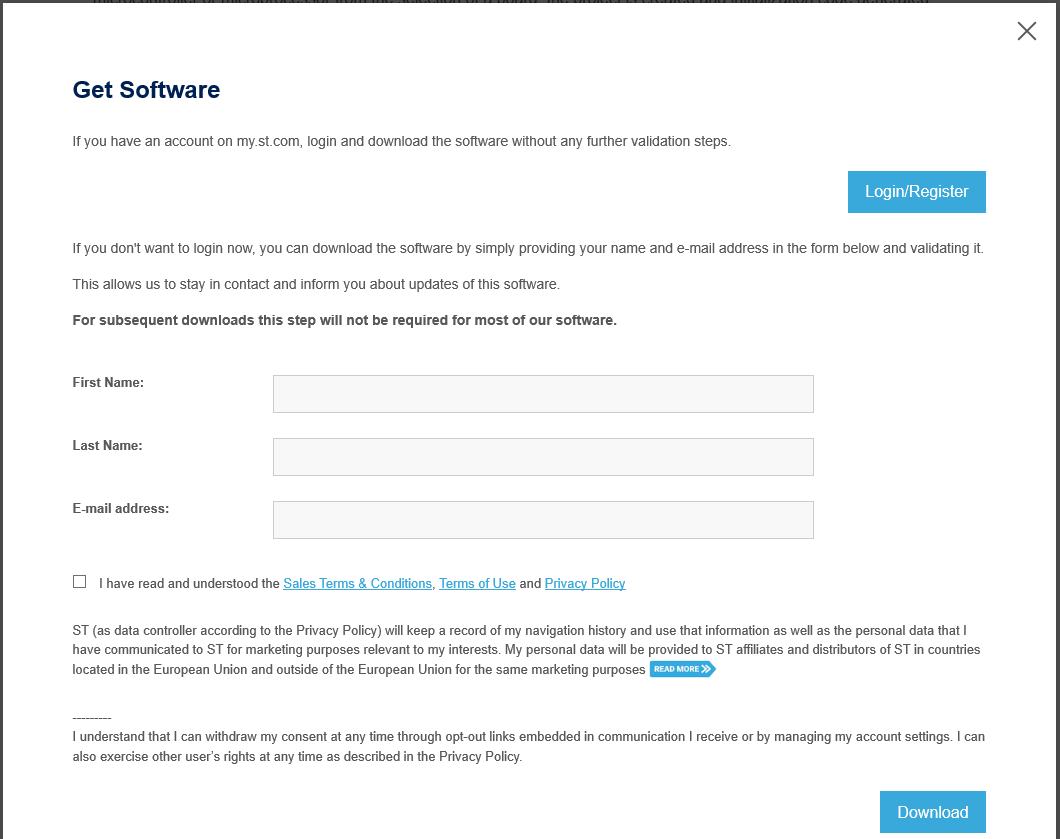 Get Software
If you have an account on my.st.com, login and download the software without any further validation steps.
Login/Register
If you don't want to login now, you can download the software by simply providing your name and e-mail address in the form below and validating it.
This allows us to stay in contact and inform you about updates of this software.
For subsequent downloads this step will not be required for most of our software.
First Name:
Last Name:
E-mail address:
I have read and understood the Sales Terms & Conditions, Terms of Use and Privacy Policy
ST (as data controller according to the Privacy Policy) will keep a record of my navigation history and use that information as well as the personal data that I
have communicated to ST for marketing purposes relevant to my interests. My personal data will be provided to ST affiliates and distributors of ST in countries
located in the European Union and outside of the European Union for the same marketing purposes READ MORE
---------
I understand that I can withdraw my consent at any time through opt-out links embedded in communication I receive or by managing my account settings. I can
also exercise other user’s rights at any time as described in the Privacy Policy.
Download